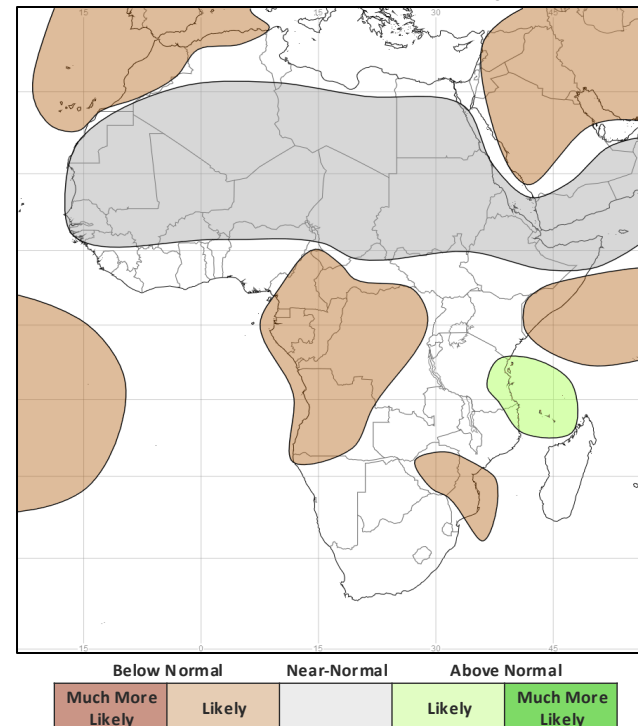 15 0 15 30 45
15 0 15 30 45
Below Normal Near-Normal Above Normal
Much More Likely Likely Much More
Likely Likely